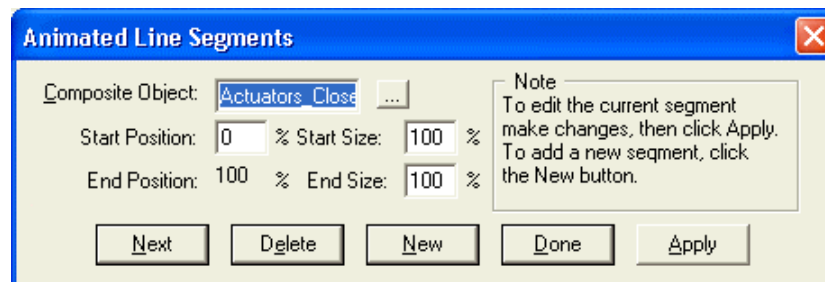 Animated Line Segments
Composite Object: Actuators_Close ...
Start Position: 0 % Start Size: 100 %
End Position: 100 % End Size: 100 %
Note
To edit the current segment
make changes, then click Apply.
To add a new segment, click
the New button.
Next Delete New Done Apply